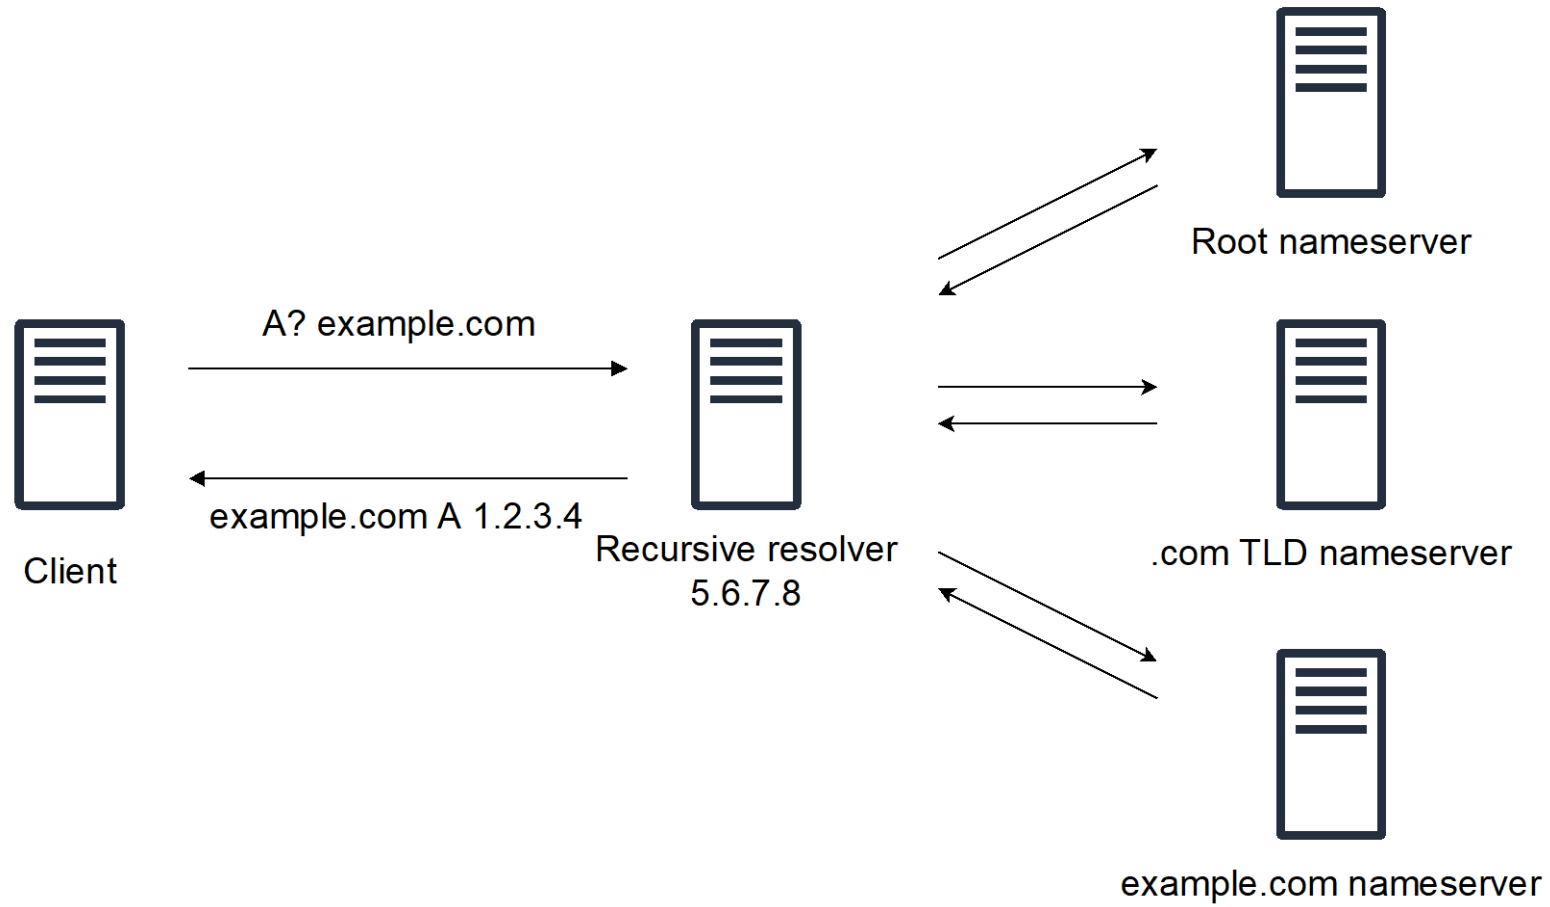 Root nameserver
A? example.com
example.com A 1.2.3.4
Client
Recursive resolver
5.6.7.8
.com TLD nameserver
example.com nameserver